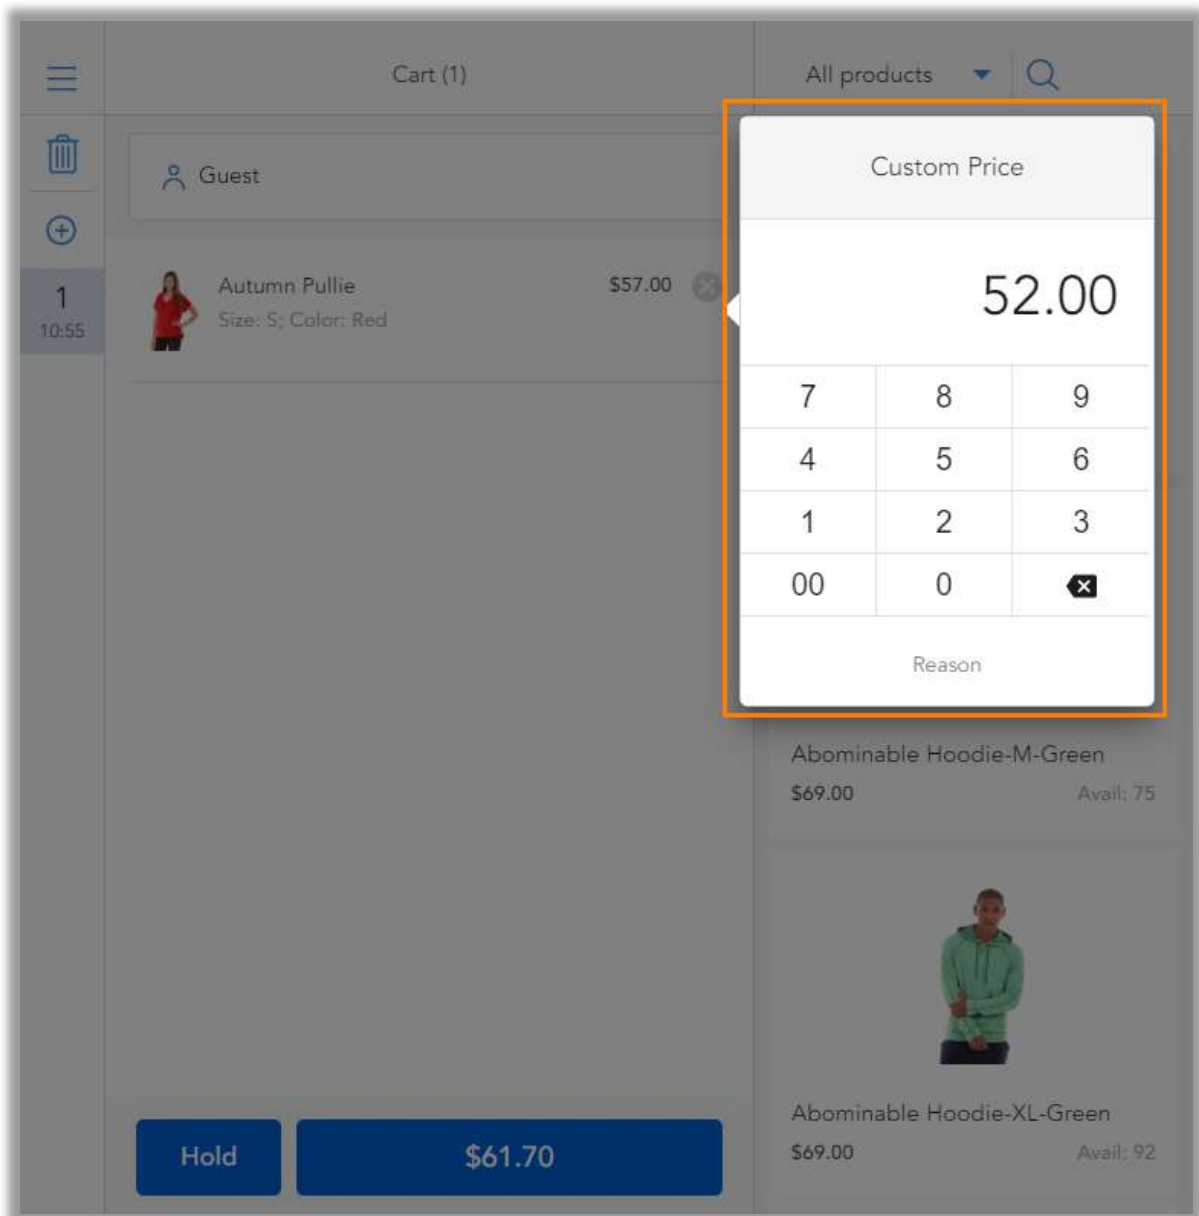 Cart (1)
All products
Guest
1
10:55
Autumn Pullie
$57.00
Size: S; Color: Red
Custom Price
52.00
7 8 9
4 5 6
1 2 3
00 0
Reason
Abominable Hoodie-M-Green
$69.00
Avail: 75
Abominable Hoodie-XL-Green
$69.00
Avail: 92
Hold
$61.70